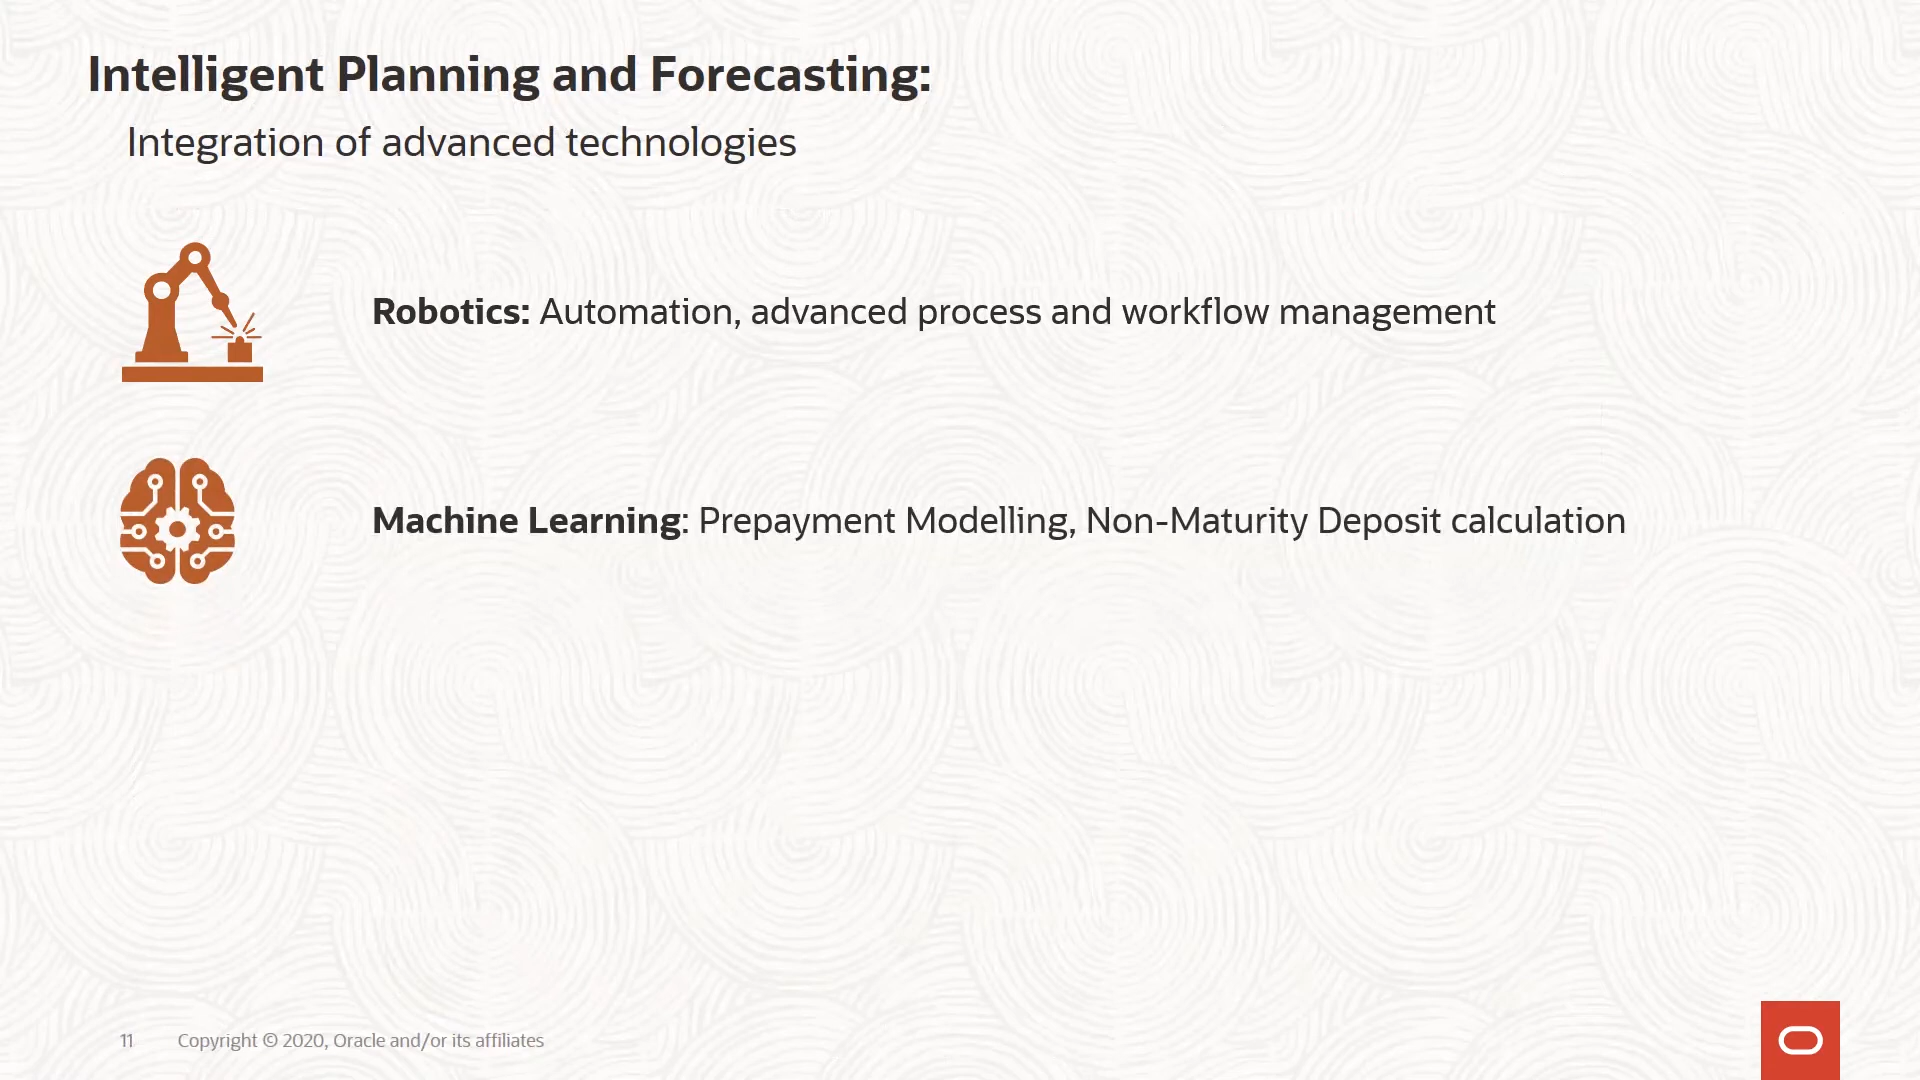 Intelligent Planning and Forecasting:
Integration of advanced technologies
Robotics: Automation, advanced process and workflow management
Machine Learning: Prepayment Modelling, Non-Maturity Deposit calculation
11 Copyright © 2020, Oracle and/or its affiliates